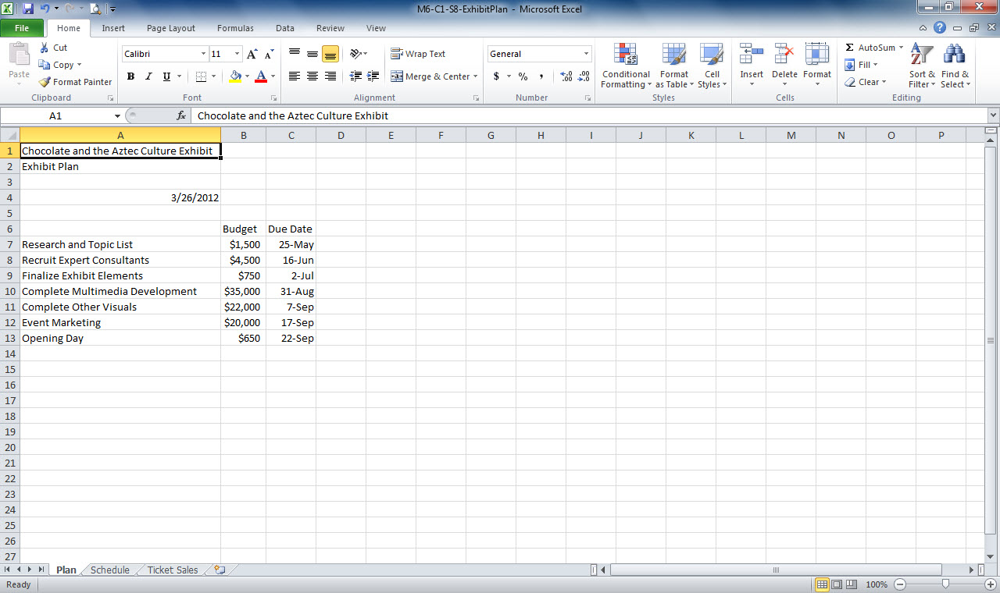 M6-C1-S8-ExhibitPlan - Microsoft Excel
File Home Insert Page Layout Formulas Data Review View
Paste Cut Copy Format Painter
Calibri 11
B I U
Wrap Text
Merge & Center
General
$ % ,
Conditional Formatting Format as Table Cell Styles
Insert Delete Format
Σ AutoSum Fill Clear
Sort & Filter Find & Select
Clipboard Font Alignment Number Styles Cells Editing
A1 fx Chocolate and the Aztec Culture Exhibit
A B C D E F G H I J K L M N O P
1 Chocolate and the Aztec Culture Exhibit
2 Exhibit Plan
3
4 3/26/2012
5
6 Budget Due Date
7 Research and Topic List $1,500 25-May
8 Recruit Expert Consultants $4,500 16-Jun
9 Finalize Exhibit Elements $750 2-Jul
10 Complete Multimedia Development $35,000 31-Aug
11 Complete Other Visuals $22,000 7-Sep
12 Event Marketing $20,000 17-Sep
13 Opening Day $650 22-Sep
14
15
16
17
18
19
20
21
22
23
24
25
26
27
Plan Schedule Ticket Sales
Ready 100%